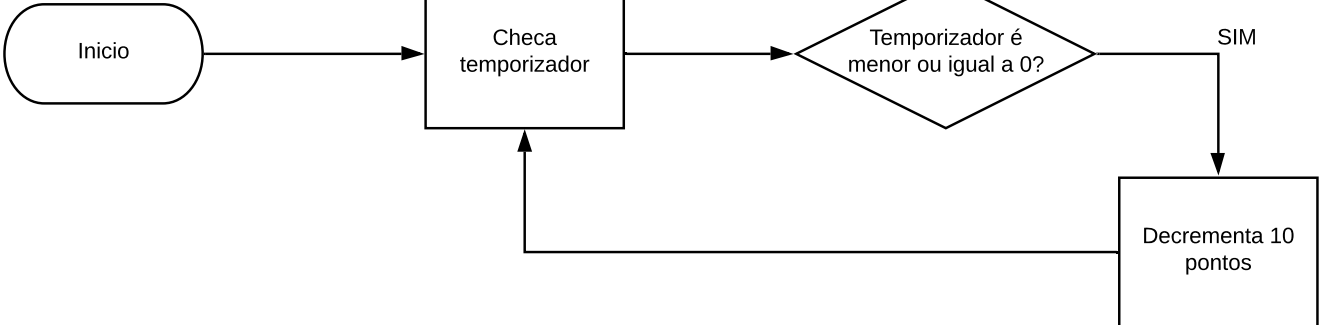 Inicio
Checa
temporizador
Temporizador é
menor ou igual a 0?
SIM
Decrementa 10
pontos